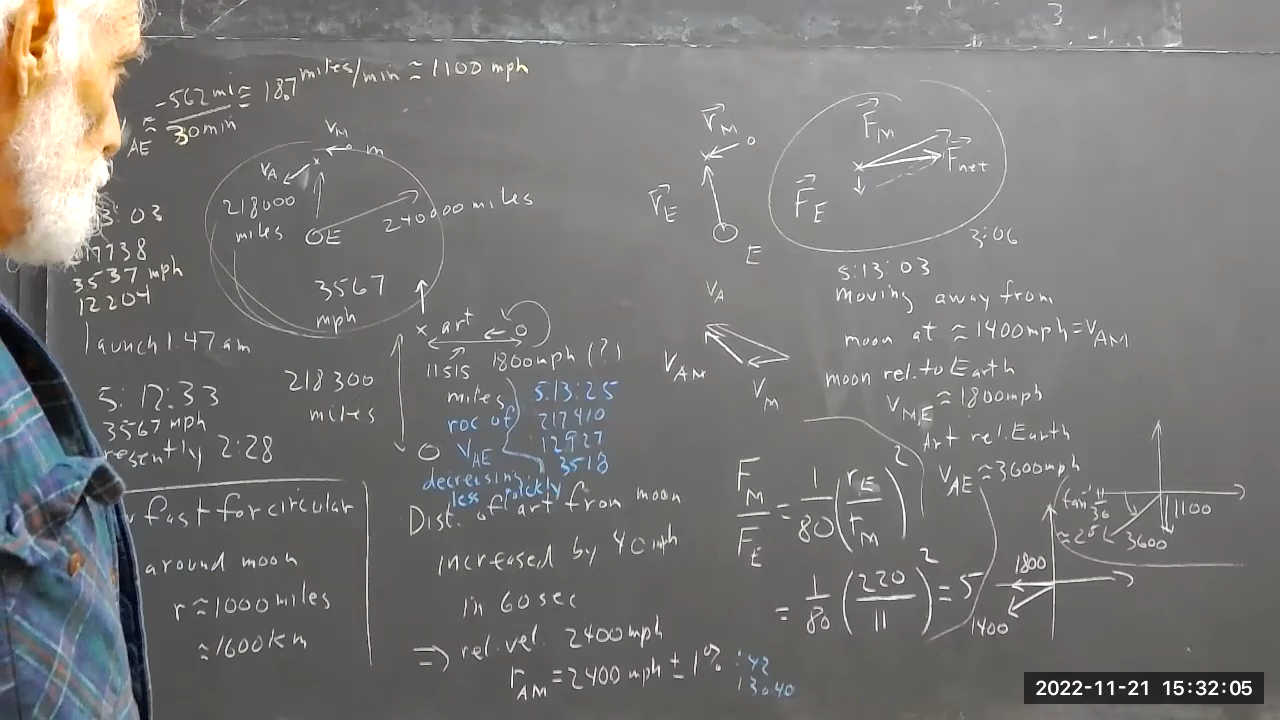 ≈ -562 mi / 30 min ≈ 18.7 miles/min ≈ 1100 mph
AE
3:03
3537 mph
12204
launch 1.47 am
5:12:33
3567 mph
presently 2:28
V_M
m
V_A
218000
miles
E
240000 miles
3567
mph
218300
miles
art
11515
miles
1800mph (?)
roc of
V_AE
decreasing
less quickly
5:13:25
217410
12927
3518
fast for circular
around moon
r ≈ 1000 miles
≈ 1600 km
Dist. of art from moon
increased by 40 mph
in 60 sec
⇒ rel. vel. 2400 mph
r_AM = 2400 mph ± 1%
:42
13040
r_M
r_E
E
F_M
F_net
F_E
3:06
V_A
V_AM
V_M
5:13:03
moving away from
moon at ≈ 1400 mph = V_AM
moon rel. to Earth
V_ME ≈ 1800 mph
Art rel. Earth
V_AE ≈ 3600 mph
F_M / F_E = 1/80 (r_E / r_M)²
= 1/80 (220 / 11)² = 5
tan⁻¹ 11/36
3600
1100
1800
1400
3
2022-11-21 15:32:05